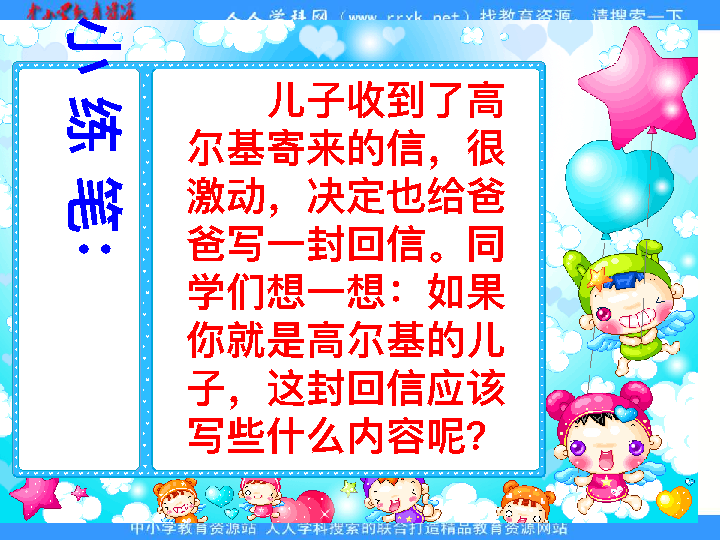 人人学科网（www.rrxk.net）找教育资源，请搜索一下
小练笔：
儿子收到了高
尔基寄来的信，很
激动，决定也给爸
爸写一封回信。同
学们想一想：如果
你就是高尔基的儿
子，这封回信应该
写些什么内容呢？
中小学教育资源站 人人学科搜索的联合打造精品教育资源网站